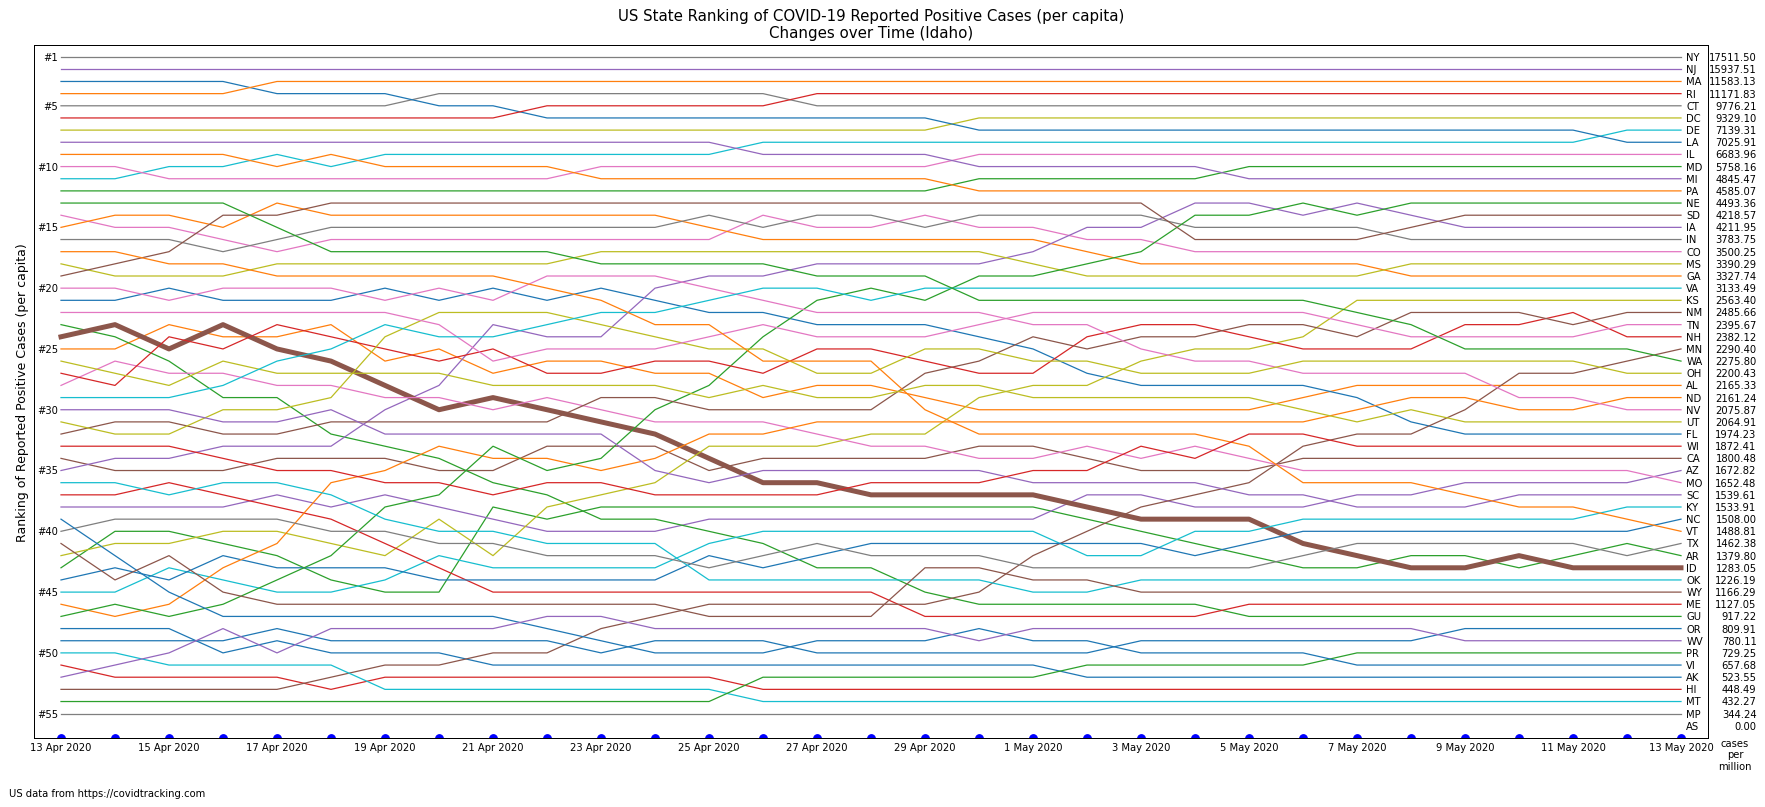 US State Ranking of COVID-19 Reported Positive Cases (per capita)
Changes over Time (Idaho)
Ranking of Reported Positive Cases (per capita)
#1
#5
#10
#15
#20
#25
#30
#35
#40
#45
#50
#55
NY 17511.50
NJ 15937.51
MA 11583.13
RI 11171.83
CT 9776.21
DC 9329.10
DE 7139.31
LA 7025.91
IL 6683.96
MD 5758.16
MI 4845.47
PA 4585.07
NE 4493.36
SD 4218.57
IA 4211.95
IN 3783.75
CO 3500.25
MS 3390.29
GA 3327.74
VA 3133.49
KS 2563.40
NM 2485.66
TN 2395.67
NH 2382.12
MN 2290.40
WA 2275.80
OH 2200.43
AL 2165.33
ND 2161.24
NV 2075.87
UT 2064.91
FL 1974.23
WI 1872.41
CA 1800.48
AZ 1672.82
MO 1652.48
SC 1539.61
KY 1533.91
NC 1508.00
VT 1488.81
TX 1462.38
AR 1379.80
ID 1283.05
OK 1226.19
WY 1166.29
ME 1127.05
GU 917.22
OR 809.91
WV 780.11
PR 729.25
VI 657.68
AK 523.55
HI 448.49
MT 432.27
MP 344.24
AS 0.00
13 Apr 2020 15 Apr 2020 17 Apr 2020 19 Apr 2020 21 Apr 2020 23 Apr 2020 25 Apr 2020 27 Apr 2020 29 Apr 2020 1 May 2020 3 May 2020 5 May 2020 7 May 2020 9 May 2020 11 May 2020 13 May 2020
cases
per
million
US data from https://covidtracking.com